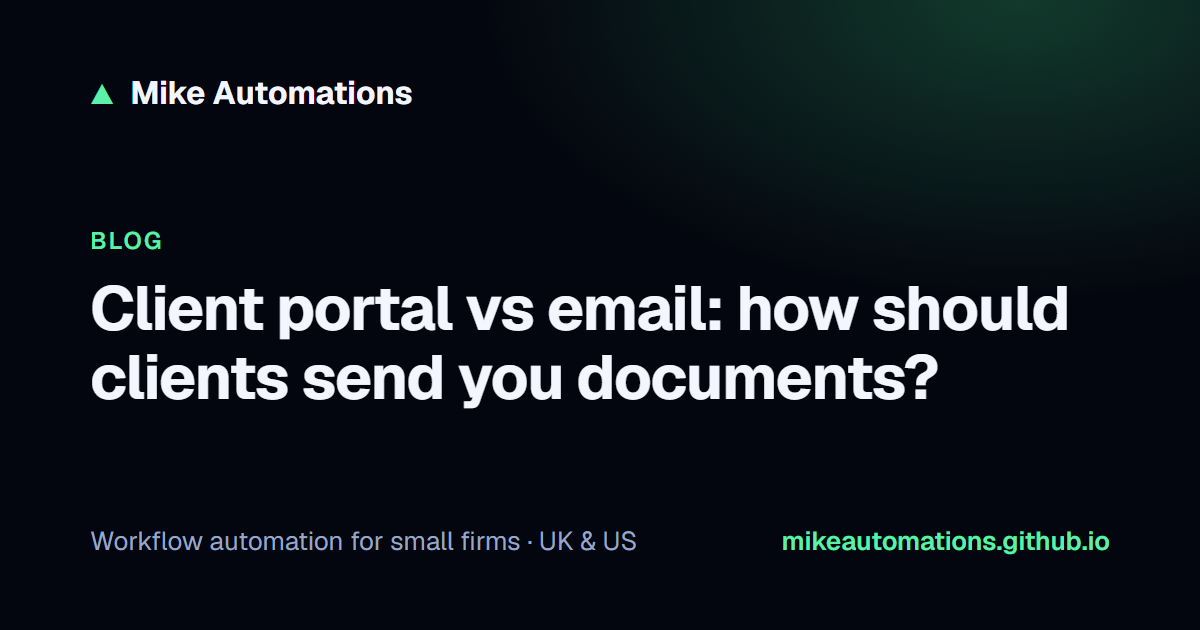 Mike Automations
BLOG
Client portal vs email: how should
clients send you documents?
Workflow automation for small firms · UK & US
mikeautomations.github.io